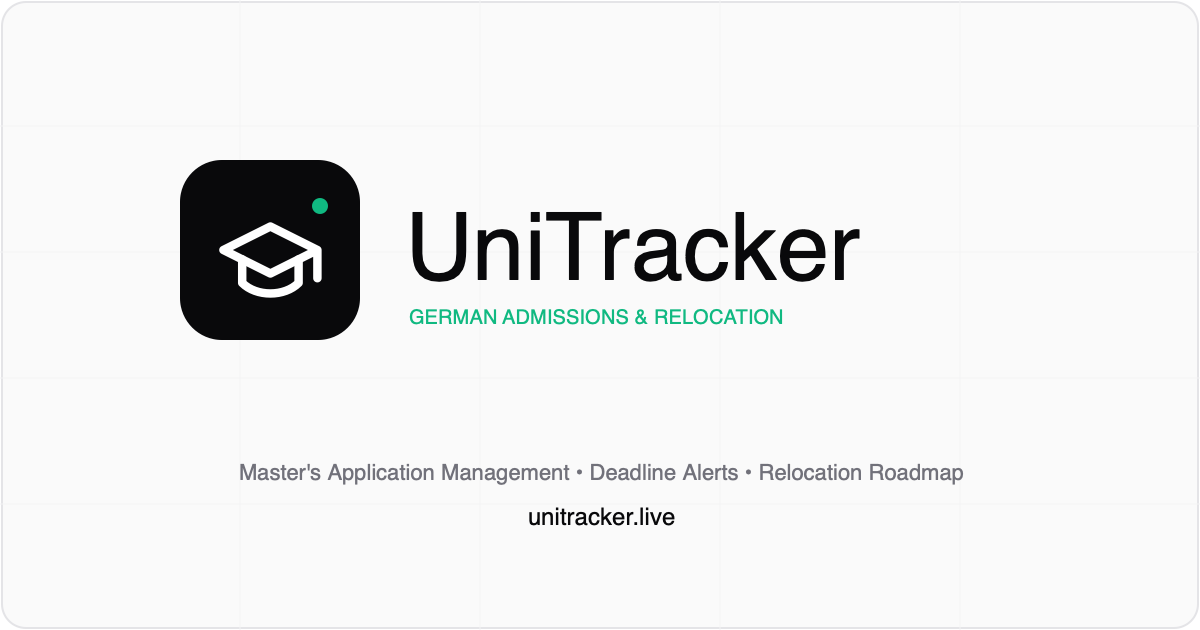 UniTracker
GERMAN ADMISSIONS & RELOCATION
Master's Application Management • Deadline Alerts • Relocation Roadmap
unitracker.live